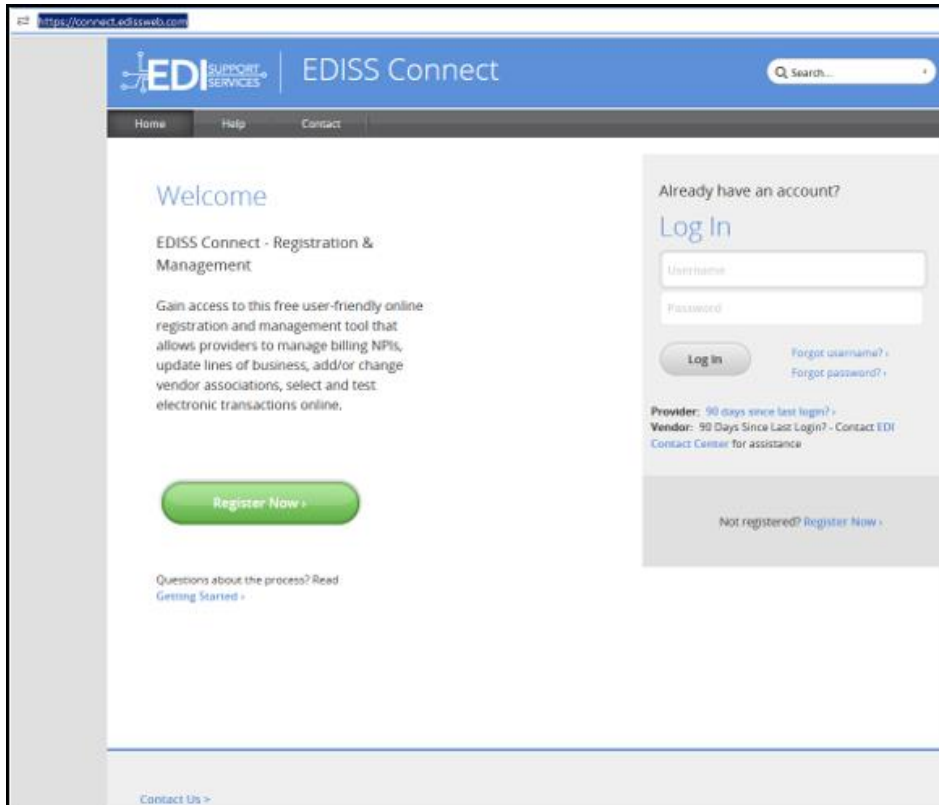 https://connect.edissweb.com
EDI SUPPORT SERVICES
EDISS Connect
Search...
Home Help Contact
Welcome
EDISS Connect - Registration &
Management
Gain access to this free user-friendly online
registration and management tool that
allows providers to manage billing NPIs,
update lines of business, add/or change
vendor associations, select and test
electronic transactions online.
Register Now ›
Questions about the process? Read
Getting Started ›
Already have an account?
Log In
Username
Password
Log In
Forgot username? ›
Forgot password? ›
Provider: 90 days since last login? ›
Vendor: 90 Days Since Last Login? - Contact EDI
Contact Center for assistance
Not registered? Register Now ›
Contact Us >